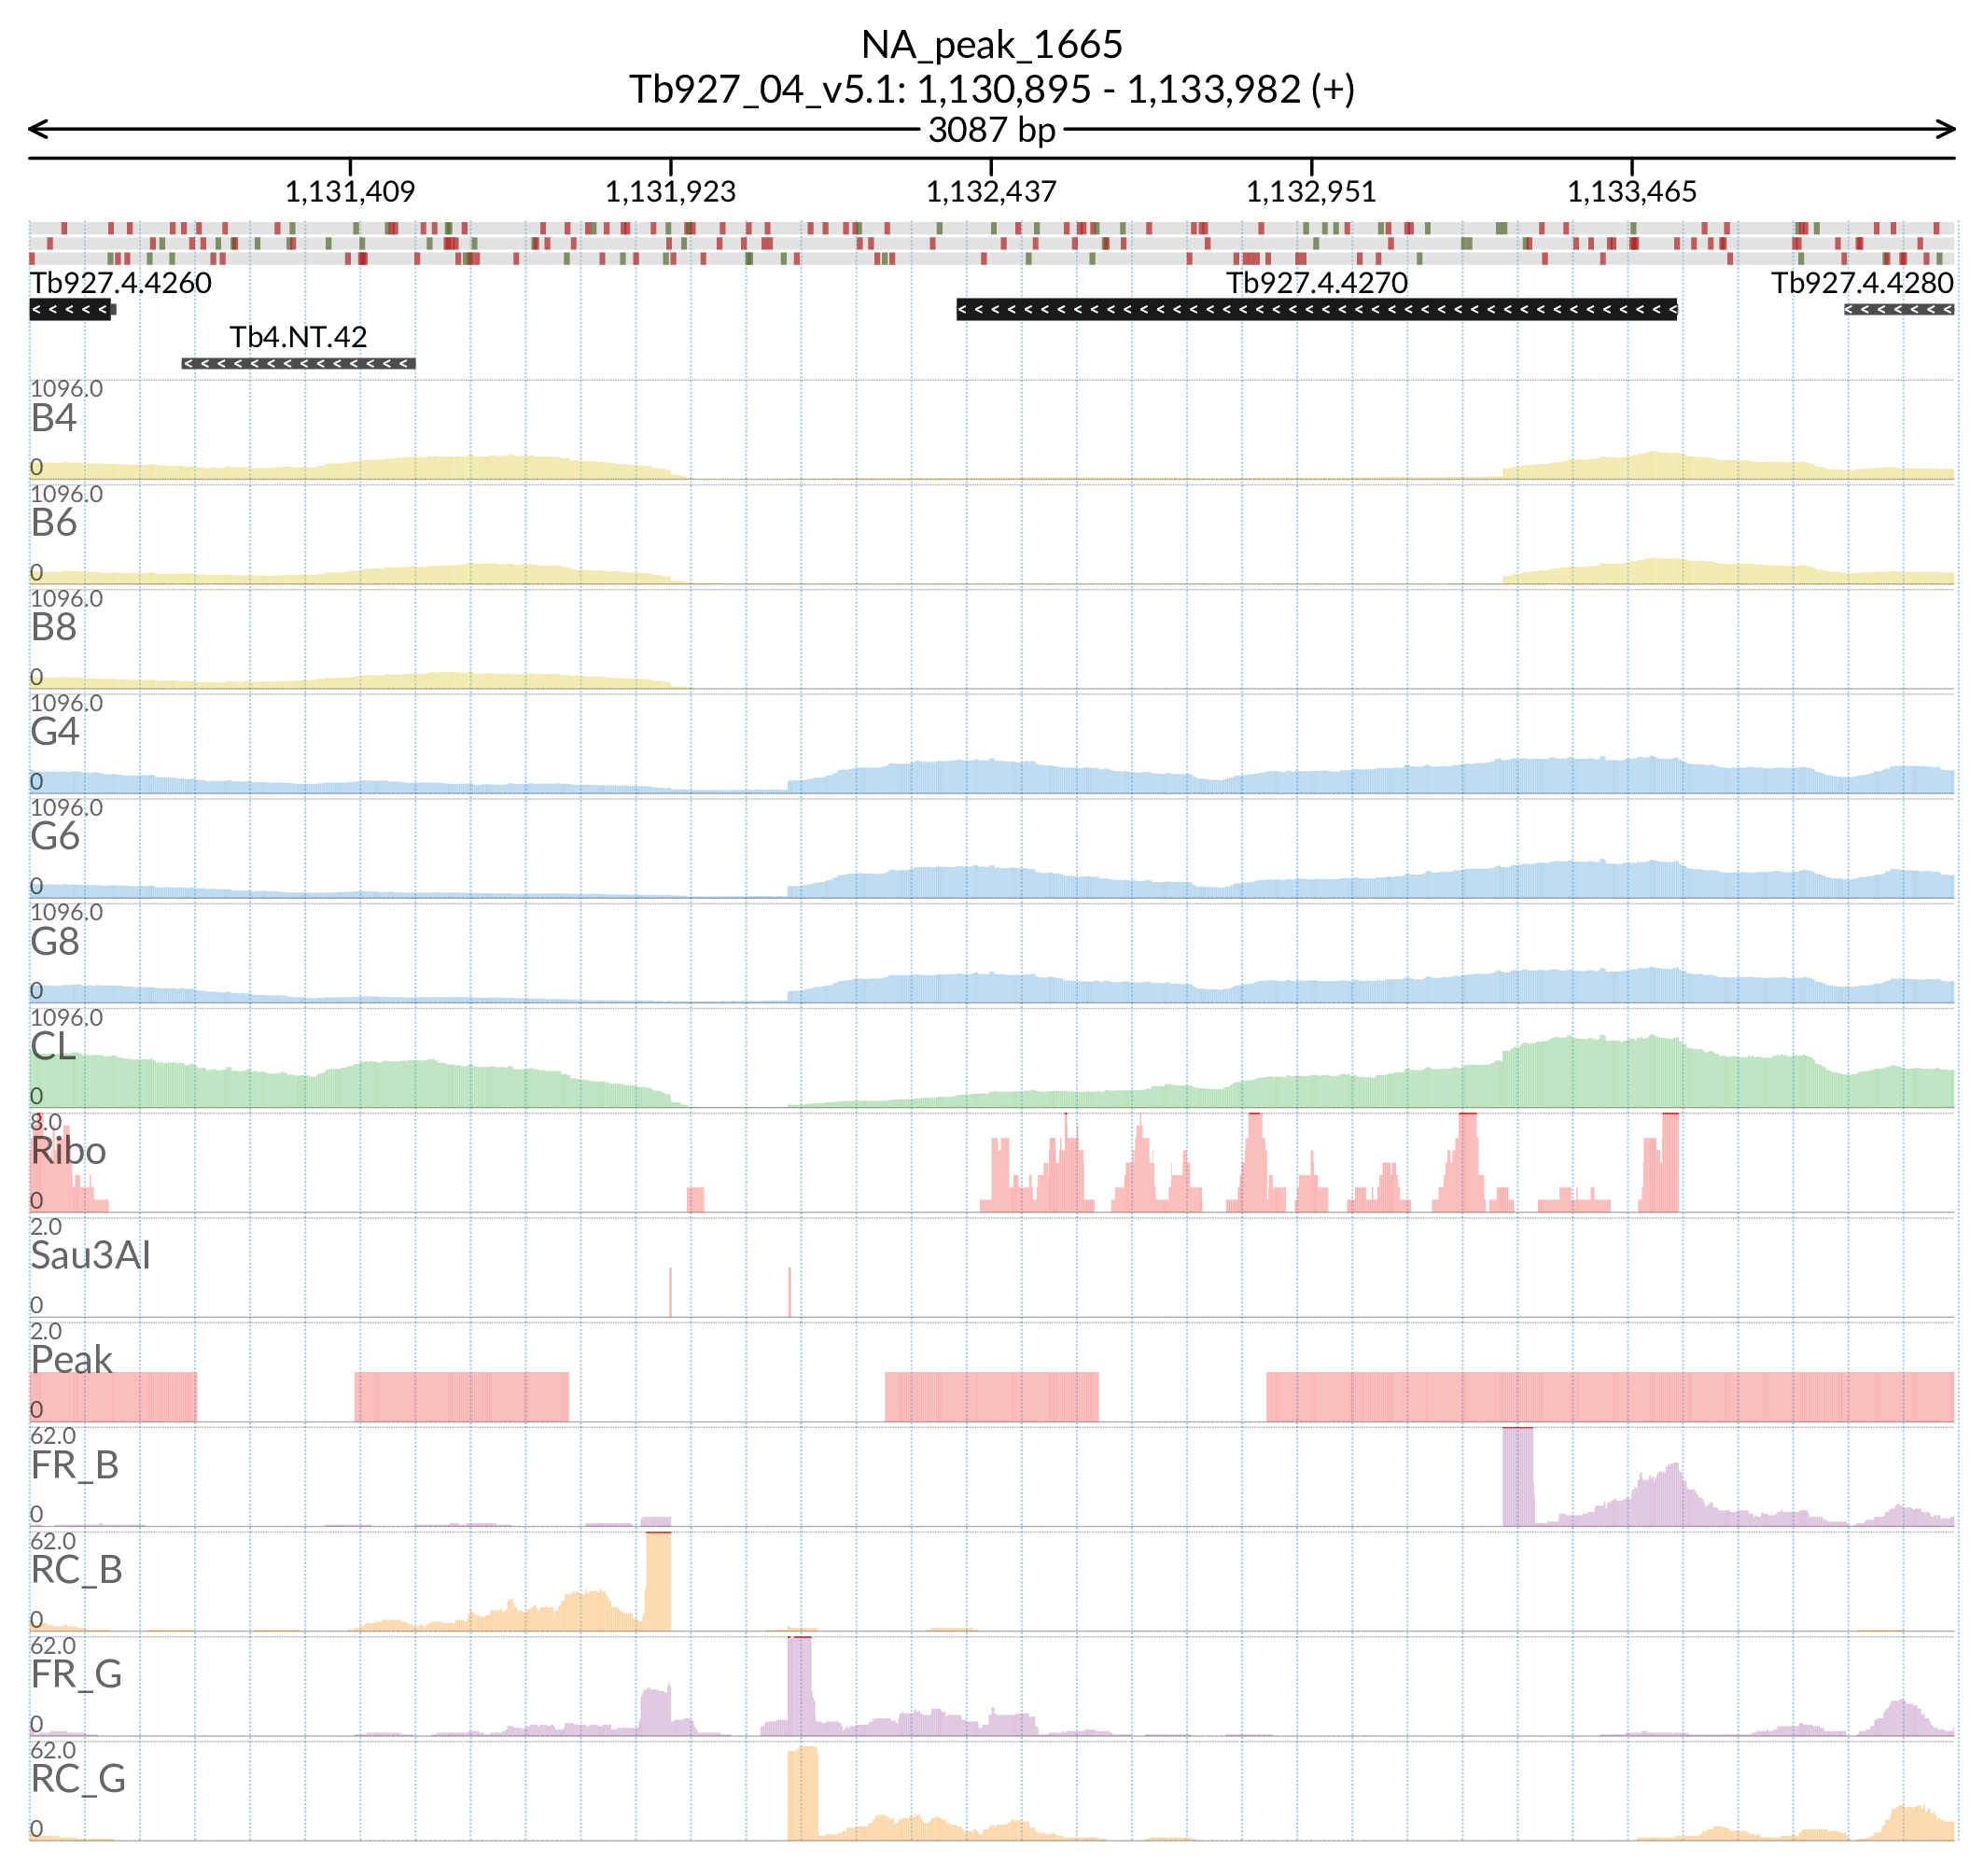 NA_peak_1665
Tb927_04_v5.1: 1,130,895 - 1,133,982 (+)
3087 bp
1,131,409 1,131,923 1,132,437 1,132,951 1,133,465
Tb927.4.4260 Tb927.4.4270 Tb927.4.4280
Tb4.NT.42
1096.0
B4
0
1096.0
B6
0
1096.0
B8
0
1096.0
G4
0
1096.0
G6
0
1096.0
G8
0
1096.0
CL
0
8.0
Ribo
0
2.0
Sau3AI
0
2.0
Peak
0
62.0
FR_B
0
62.0
RC_B
0
62.0
FR_G
0
62.0
RC_G
0